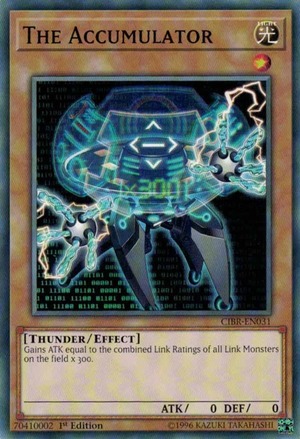 THE ACCUMULATOR
光
x300
CIBR-EN031
[THUNDER/EFFECT]
Gains ATK equal to the combined Link Ratings of all Link Monsters
on the field x 300.
ATK/ 0 DEF/ 0
70410002 1st Edition ©1996 KAZUKI TAKAHASHI